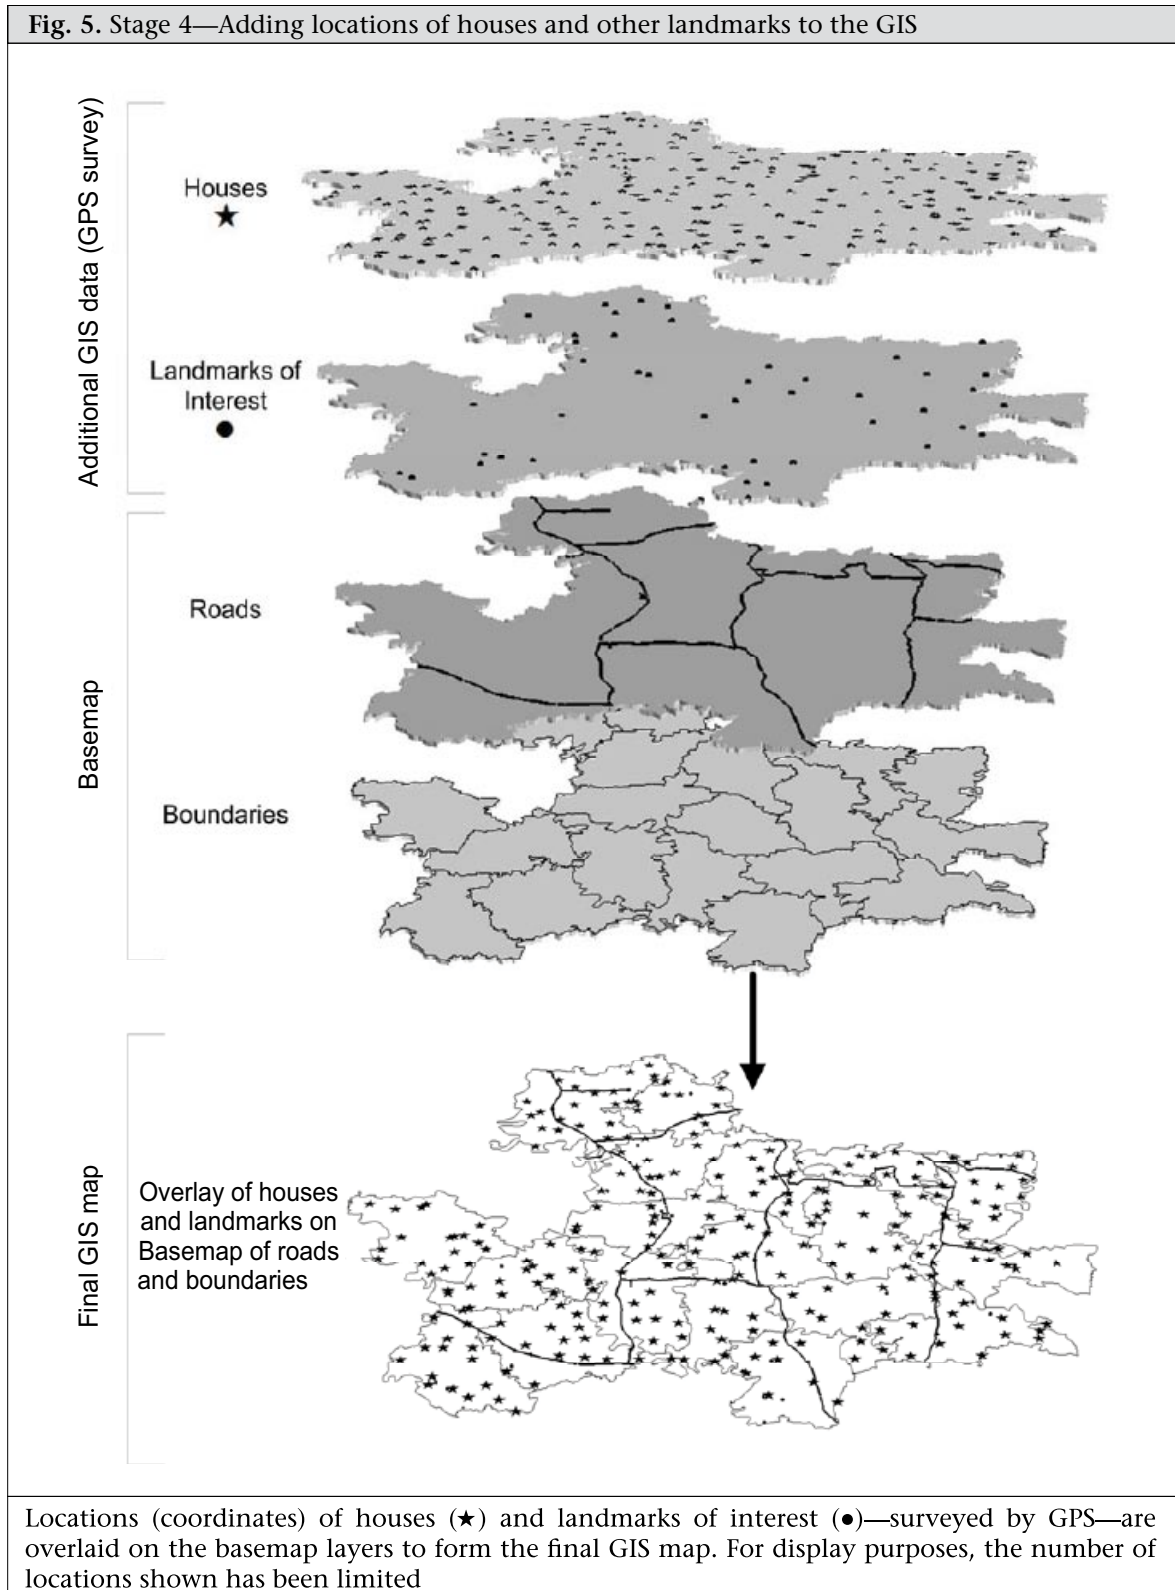 Fig. 5. Stage 4—Adding locations of houses and other landmarks to the GIS
Additional GIS data (GPS survey)
Houses
★
Landmarks of
Interest
●
Basemap
Roads
Boundaries
Final GIS map
Overlay of houses
and landmarks on
Basemap of roads
and boundaries
Locations (coordinates) of houses (★) and landmarks of interest (●)—surveyed by GPS—are
overlaid on the basemap layers to form the final GIS map. For display purposes, the number of
locations shown has been limited